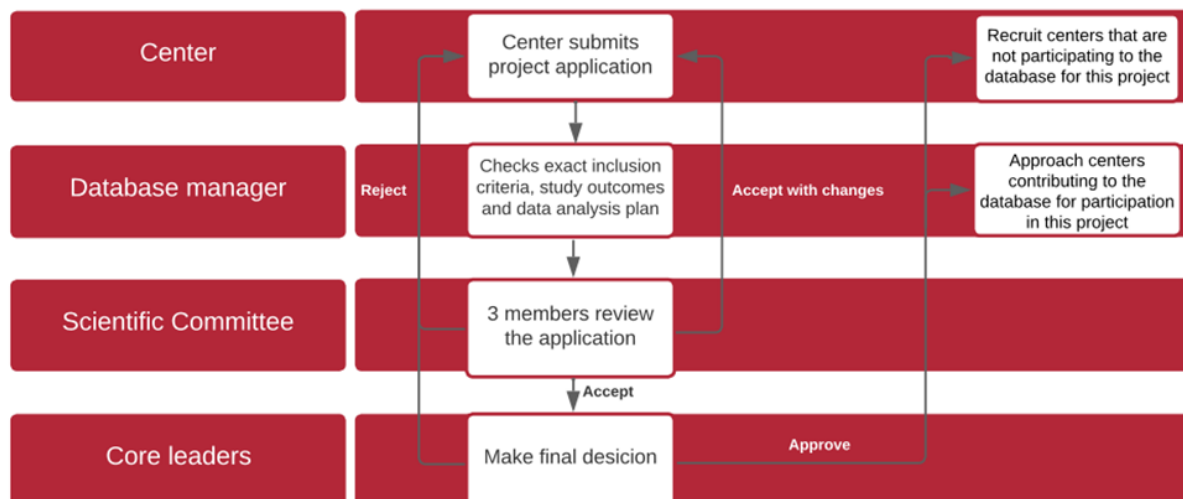 Center
Center submits
project application
Recruit centers that are
not participating to the
database for this project
Database manager
Reject
Checks exact inclusion
criteria, study outcomes
and data analysis plan
Accept with changes
Approach centers
contributing to the
database for participation
in this project
Scientific Committee
3 members review
the application
Accept
Core leaders
Make final desicion
Approve